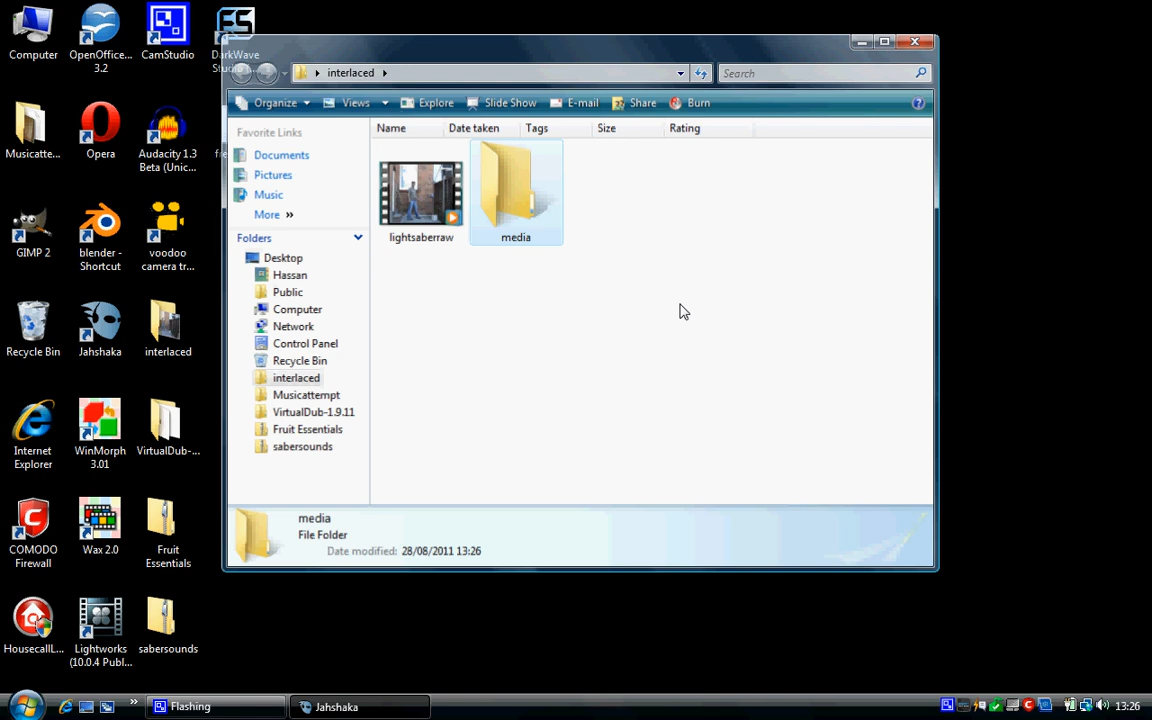 Computer
OpenOffice...
3.2
CamStudio
DarkWave
Studio
Musicatte...
Opera
Audacity 1.3
Beta (Unic...
fre
GIMP 2
blender -
Shortcut
voodoo
camera tr...
Recycle Bin
Jahshaka
interlaced
Internet
Explorer
WinMorph
3.01
VirtualDub-...
COMODO
Firewall
Wax 2.0
Fruit
Essentials
HousecallL...
Lightworks
(10.0.4 Publ...
sabersounds
interlaced
Search
Organize
Views
Explore
Slide Show
E-mail
Share
Burn
Favorite Links
Documents
Pictures
Music
More »
Folders
Desktop
Hassan
Public
Computer
Network
Control Panel
Recycle Bin
interlaced
Musicattempt
VirtualDub-1.9.11
Fruit Essentials
sabersounds
Name
Date taken
Tags
Size
Rating
lightsaberraw
media
media
File Folder
Date modified: 28/08/2011 13:26
Flashing
Jahshaka
13:26